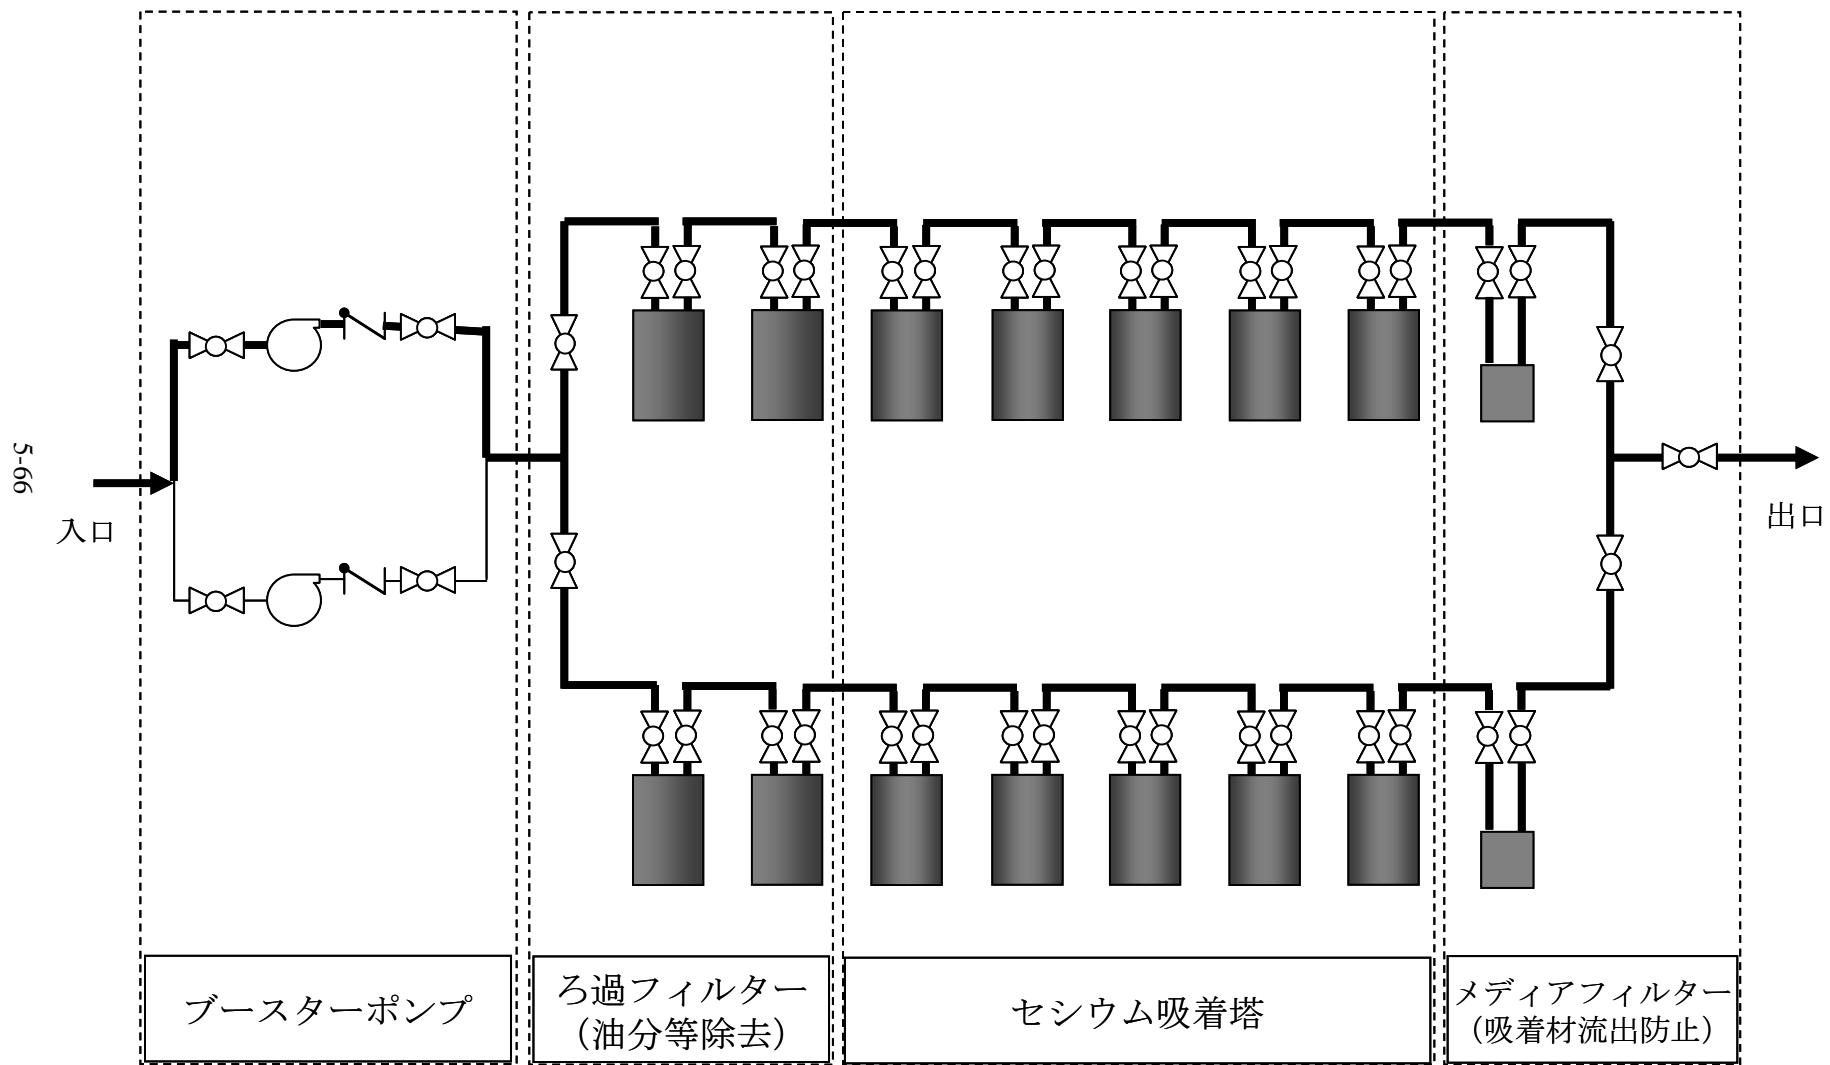 5-66
入口
出口
ブースターポンプ
ろ過フィルター
（油分等除去）
セシウム吸着塔
メディアフィルター
（吸着材流出防止）